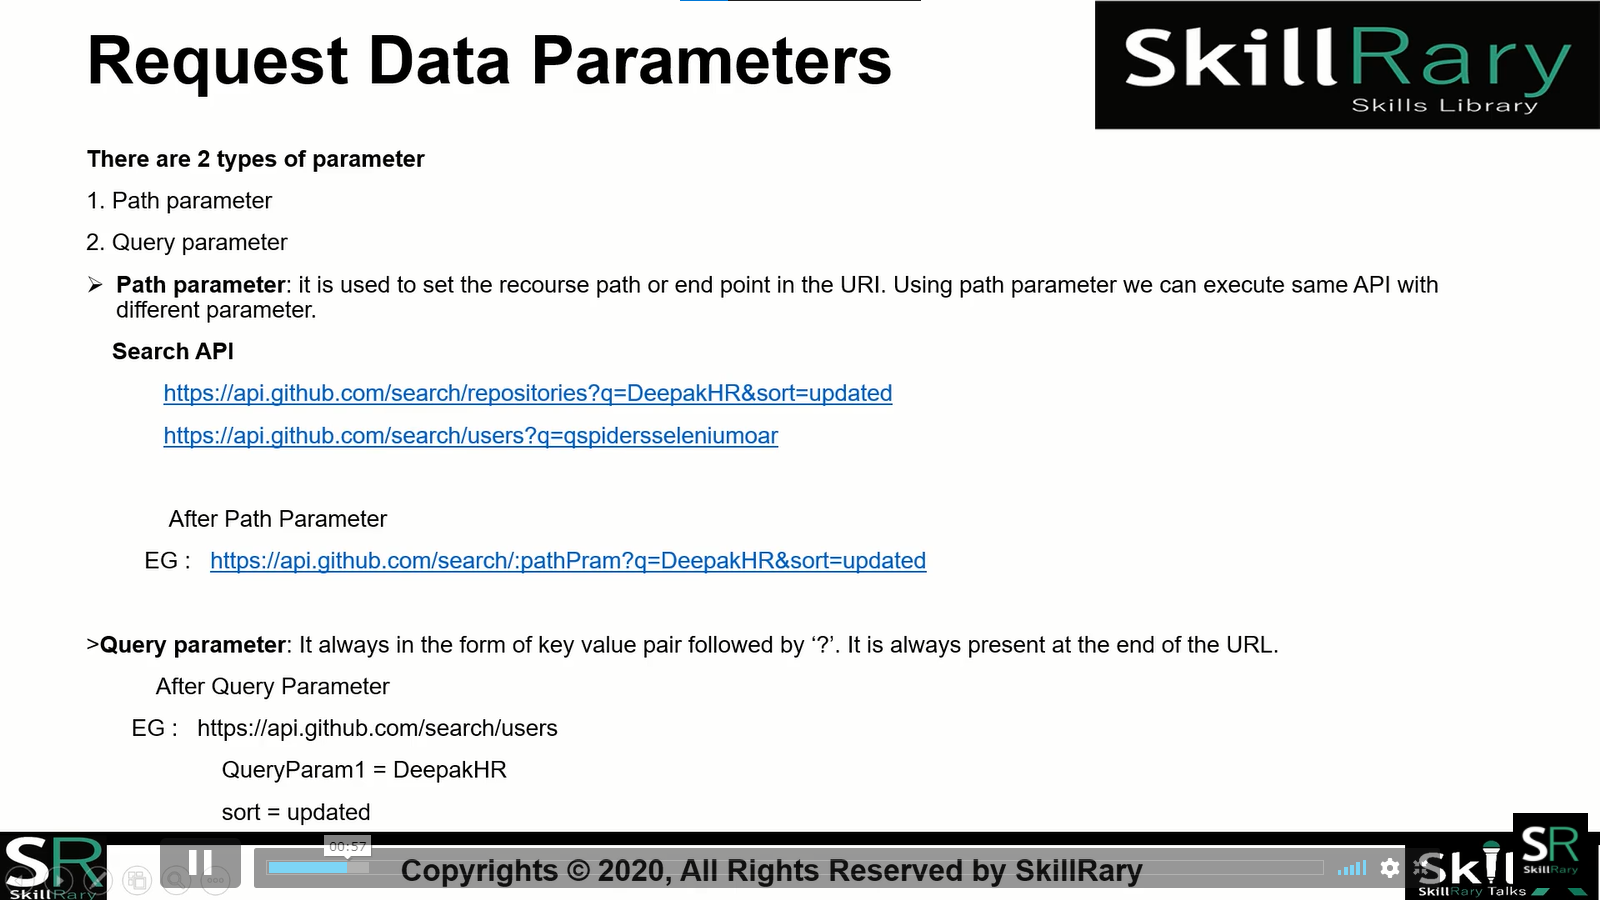 Request Data Parameters
SkillRary
Skills Library
There are 2 types of parameter
1. Path parameter
2. Query parameter
➢ Path parameter: it is used to set the recourse path or end point in the URI. Using path parameter we can execute same API with
different parameter.
Search API
https://api.github.com/search/repositories?q=DeepakHR&sort=updated
https://api.github.com/search/users?q=qspidersseleniumoar
After Path Parameter
EG : https://api.github.com/search/:pathPram?q=DeepakHR&sort=updated
>Query parameter: It always in the form of key value pair followed by ‘?’. It is always present at the end of the URL.
After Query Parameter
EG : https://api.github.com/search/users
QueryParam1 = DeepakHR
sort = updated
00:57
SR
SkillRary
Copyrights © 2020, All Rights Reserved by SkillRary
SkillRary Talks
SR
SkillRary